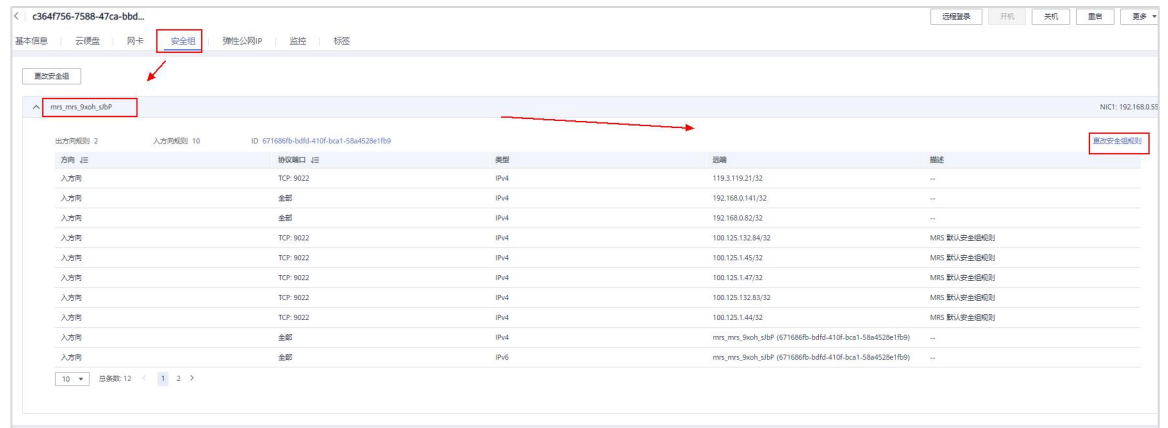 c364f756-7588-47ca-bbd... 远程登录 开机 关机 重启 更多
基本信息 云硬盘 网卡 安全组 弹性公网IP 监控 标签
更改安全组
mrs_mrs_9xoh_sJbP NIC1: 192.168.0.55
出方向规则 2 入方向规则 10 ID 671686fb-bdfd-410f-bca1-58a4528e1fb9 更改安全组规则
方向 协议端口 类型 远端 描述
入方向 TCP: 9022 IPv4 119.3.119.21/32 --
入方向 全部 IPv4 192.168.0.141/32 --
入方向 全部 IPv4 192.168.0.82/32 --
入方向 TCP: 9022 IPv4 100.125.132.84/32 MRS 默认安全组规则
入方向 TCP: 9022 IPv4 100.125.1.45/32 MRS 默认安全组规则
入方向 TCP: 9022 IPv4 100.125.1.47/32 MRS 默认安全组规则
入方向 TCP: 9022 IPv4 100.125.132.83/32 MRS 默认安全组规则
入方向 TCP: 9022 IPv4 100.125.1.44/32 MRS 默认安全组规则
入方向 全部 IPv4 mrs_mrs_9xoh_sJbP (671686fb-bdfd-410f-bca1-58a4528e1fb9) --
入方向 全部 IPv6 mrs_mrs_9xoh_sJbP (671686fb-bdfd-410f-bca1-58a4528e1fb9) --
10 总条数: 12 < 1 2 >